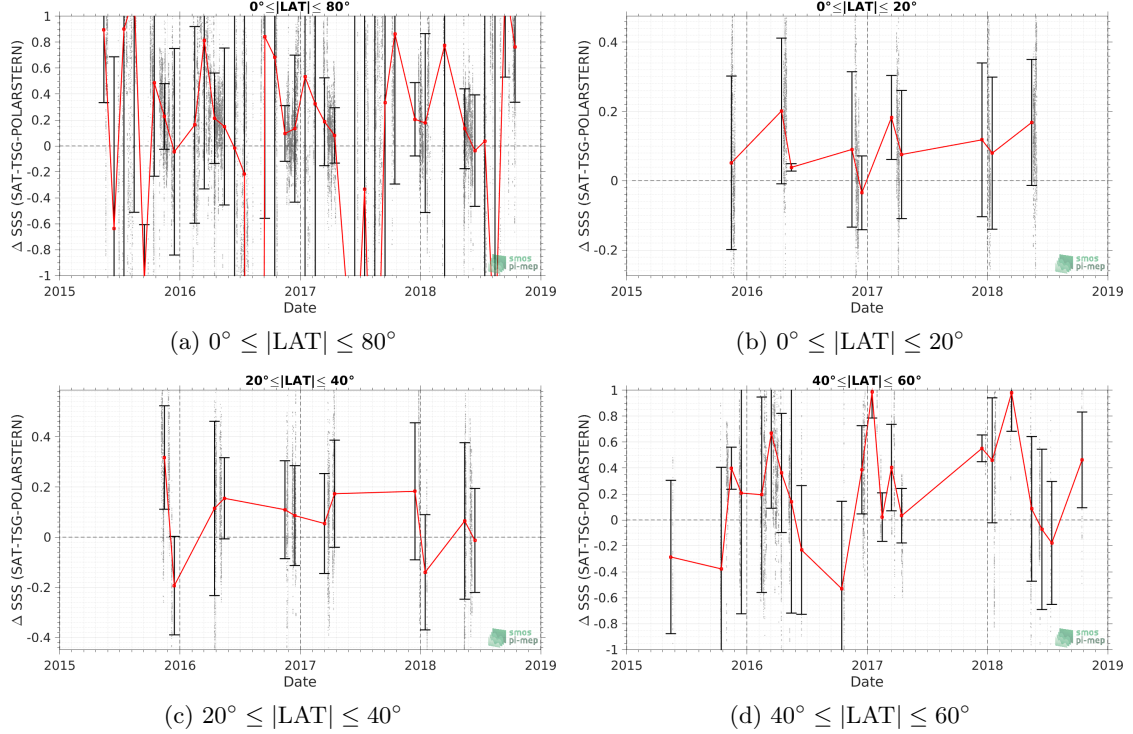 0°≤|LAT|≤ 80°
Δ SSS (SAT-TSG-POLARSTERN)
1
0.8
0.6
0.4
0.2
0
-0.2
-0.4
-0.6
-0.8
-1
2015
2016
2017
2018
2019
Date
smos
pi-mep
(a) 0° ≤ |LAT| ≤ 80°
0°≤|LAT|≤ 20°
Δ SSS (SAT-TSG-POLARSTERN)
0.4
0.2
0
-0.2
2015
2016
2017
2018
2019
Date
smos
pi-mep
(b) 0° ≤ |LAT| ≤ 20°
20°≤|LAT|≤ 40°
Δ SSS (SAT-TSG-POLARSTERN)
0.4
0.2
0
-0.2
-0.4
2015
2016
2017
2018
2019
Date
smos
pi-mep
(c) 20° ≤ |LAT| ≤ 40°
40°≤|LAT|≤ 60°
Δ SSS (SAT-TSG-POLARSTERN)
1
0.8
0.6
0.4
0.2
0
-0.2
-0.4
-0.6
-0.8
-1
2015
2016
2017
2018
2019
Date
smos
pi-mep
(d) 40° ≤ |LAT| ≤ 60°